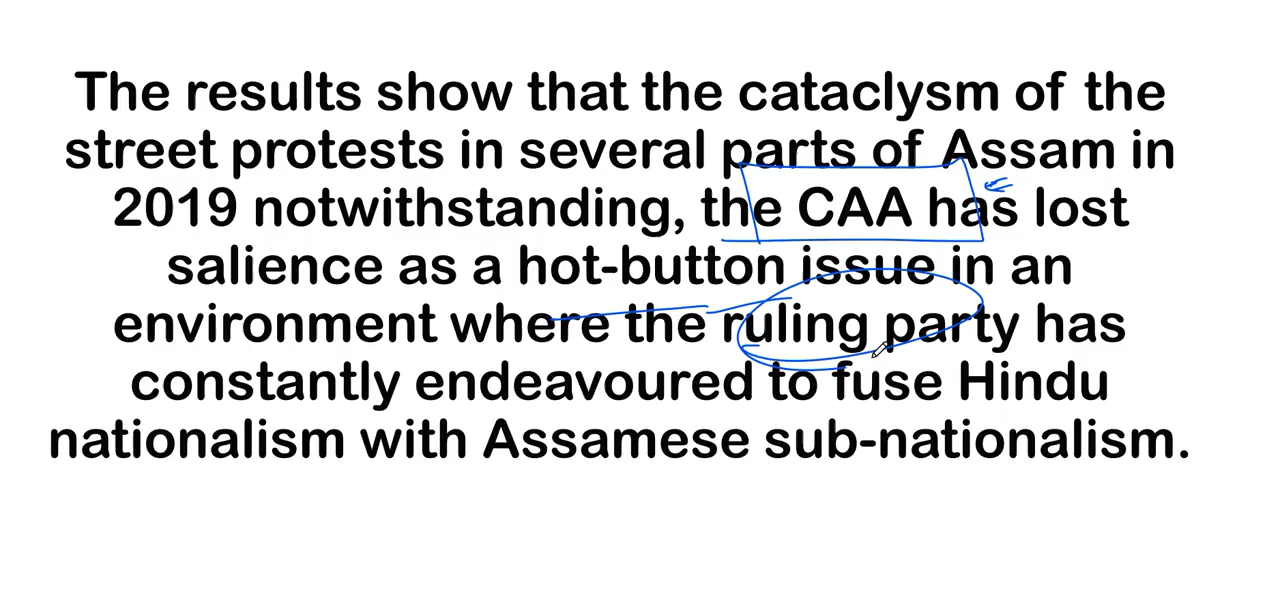 The results show that the cataclysm of the
street protests in several parts of Assam in
2019 notwithstanding, the CAA has lost
salience as a hot-button issue in an
environment where the ruling party has
constantly endeavoured to fuse Hindu
nationalism with Assamese sub-nationalism.